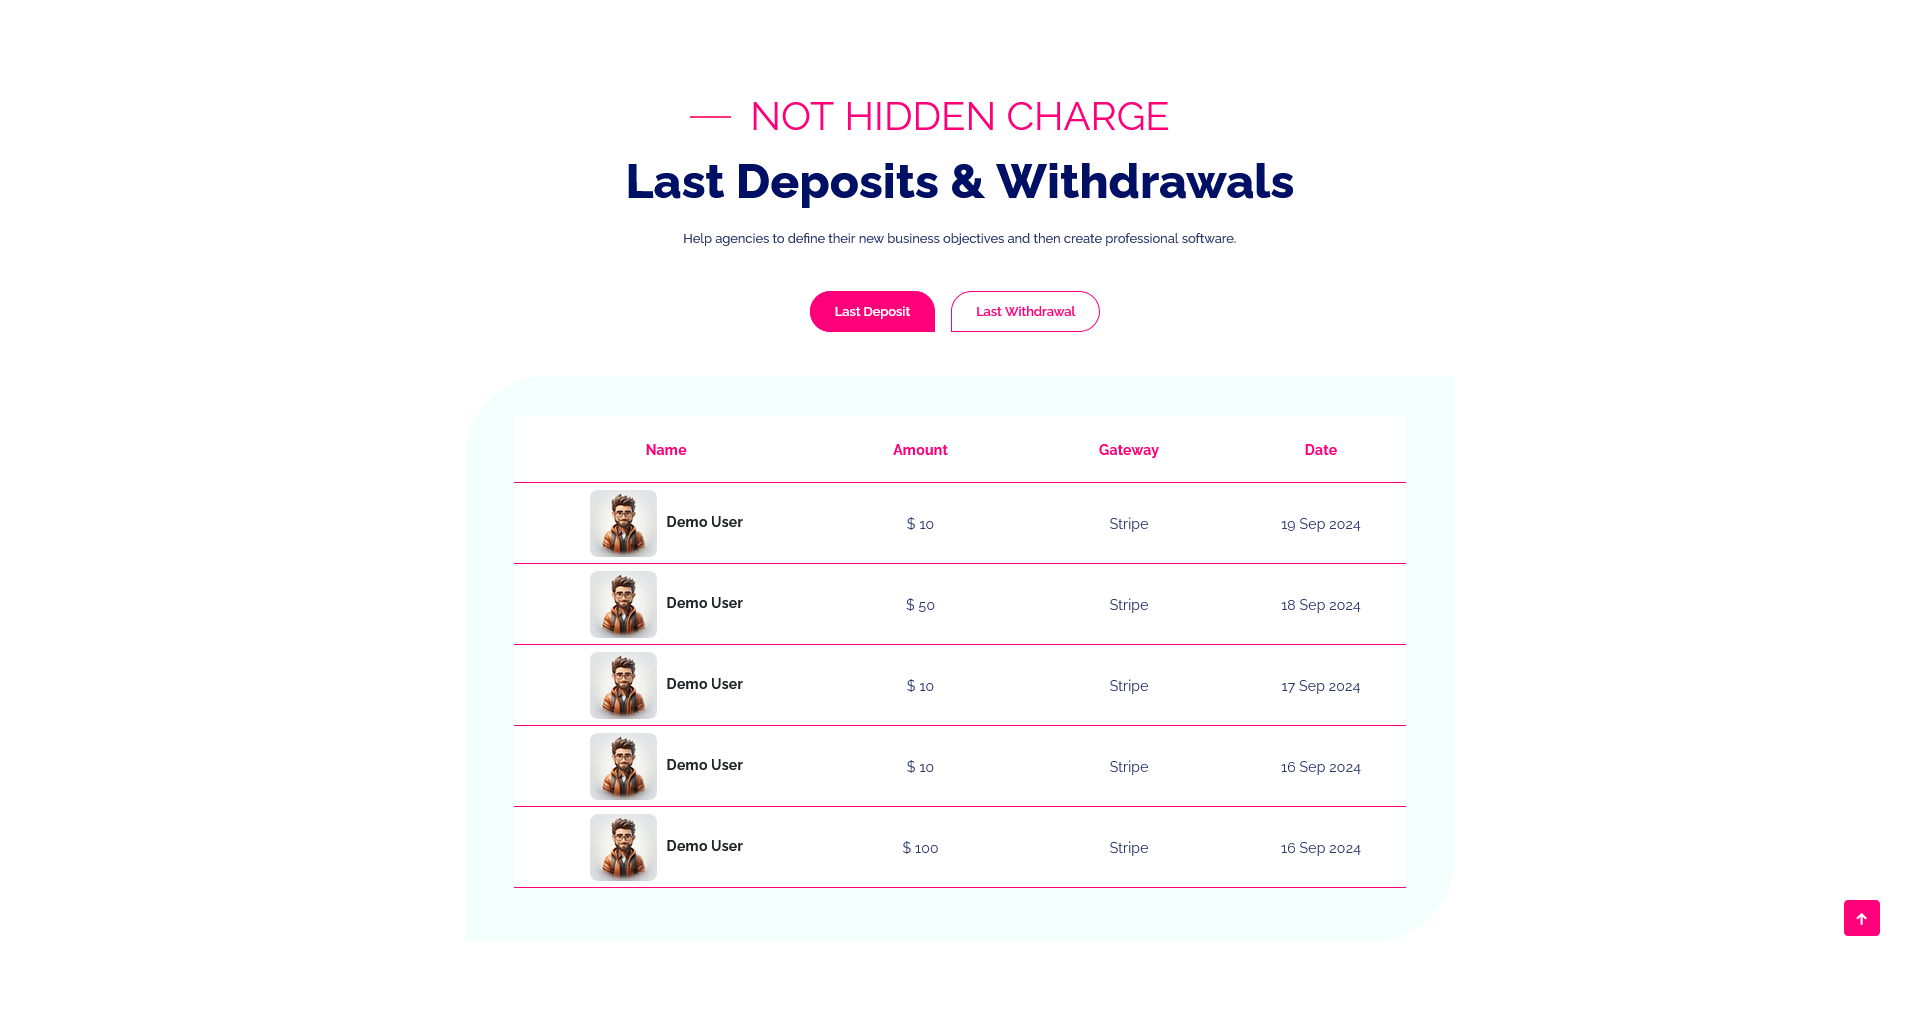 NOT HIDDEN CHARGE
Last Deposits & Withdrawals
Help agencies to define their new business objectives and then create professional software.
Last Deposit Last Withdrawal
Name Amount Gateway Date
Demo User $ 10 Stripe 19 Sep 2024
Demo User $ 50 Stripe 18 Sep 2024
Demo User $ 10 Stripe 17 Sep 2024
Demo User $ 10 Stripe 16 Sep 2024
Demo User $ 100 Stripe 16 Sep 2024